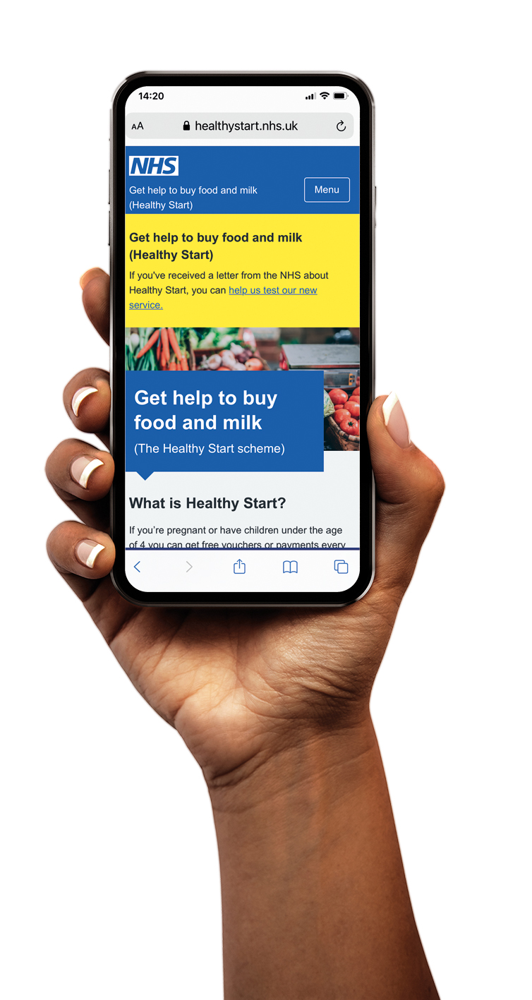 14:20
AA healthystart.nhs.uk
NHS
Get help to buy food and milk
(Healthy Start)
Menu
Get help to buy food and milk
(Healthy Start)
If you've received a letter from the NHS about
Healthy Start, you can help us test our new
service.
Get help to buy
food and milk
(The Healthy Start scheme)
What is Healthy Start?
If you’re pregnant or have children under the age
of 4 you can get free vouchers or payments every